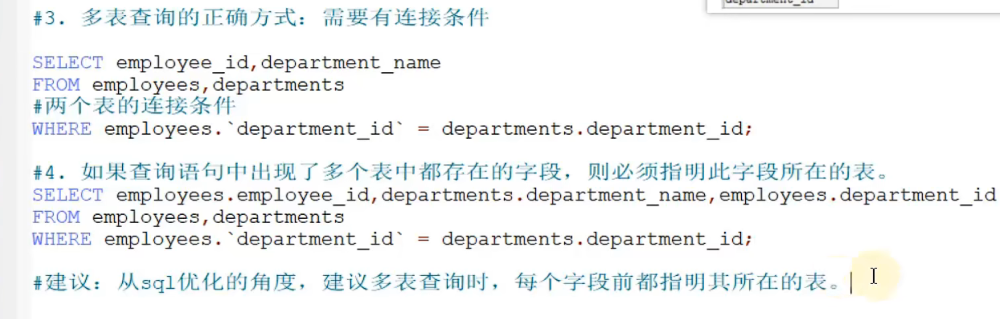 department_id
#3. 多表查询的正确方式：需要有连接条件
SELECT employee_id,department_name
FROM employees,departments
#两个表的连接条件
WHERE employees.`department_id` = departments.department_id;
#4. 如果查询语句中出现了多个表中都存在的字段，则必须指明此字段所在的表。
SELECT employees.employee_id,departments.department_name,employees.department_id
FROM employees,departments
WHERE employees.`department_id` = departments.department_id;
#建议：从sql优化的角度，建议多表查询时，每个字段前都指明其所在的表。